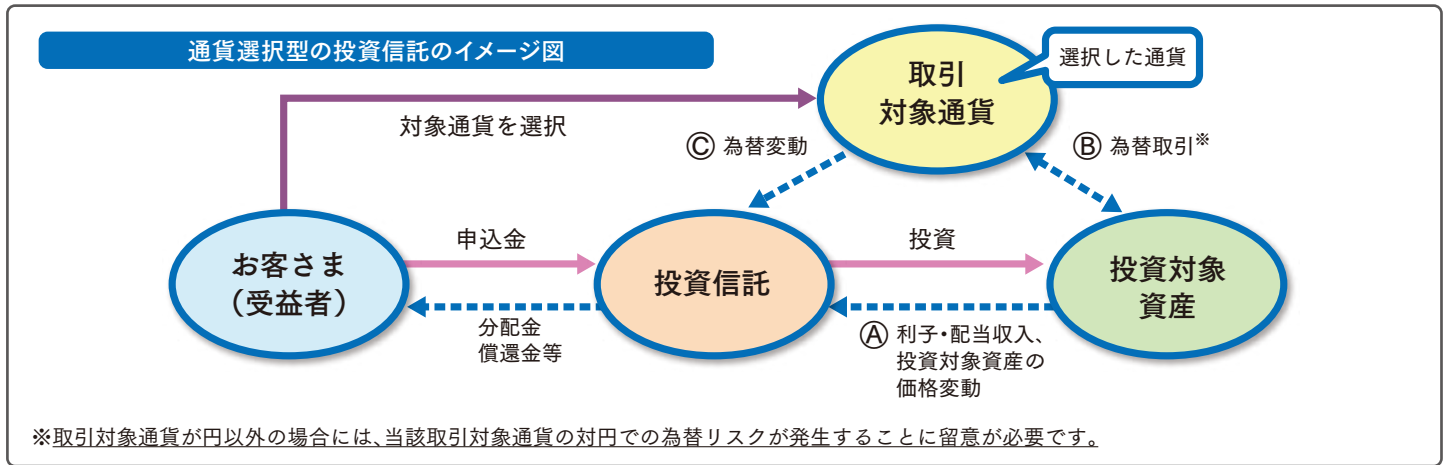 通貨選択型の投資信託のイメージ図
選択した通貨
取引
対象通貨
対象通貨を選択
Ⓒ 為替変動
Ⓑ 為替取引※
お客さま
(受益者)
申込金
投資信託
投資
投資対象
資産
分配金
償還金等
Ⓐ 利子・配当収入、
投資対象資産の
価格変動
※取引対象通貨が円以外の場合には、当該取引対象通貨の対円での為替リスクが発生することに留意が必要です。